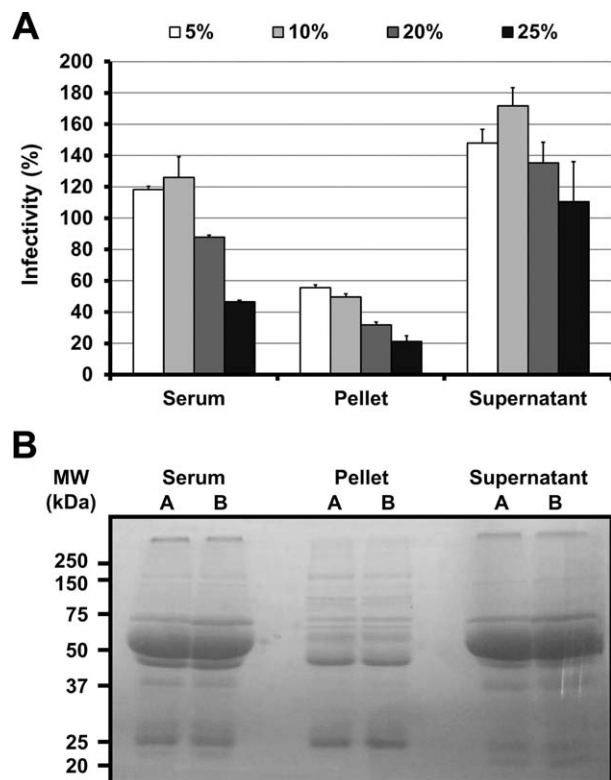 A
5% 10% 20% 25%
Infectivity (%)
200
180
160
140
120
100
80
60
40
20
0
Serum Pellet Supernatant
B
MW (kDa)
Serum Pellet Supernatant
A B A B A B
250
150
75
50
37
25
20